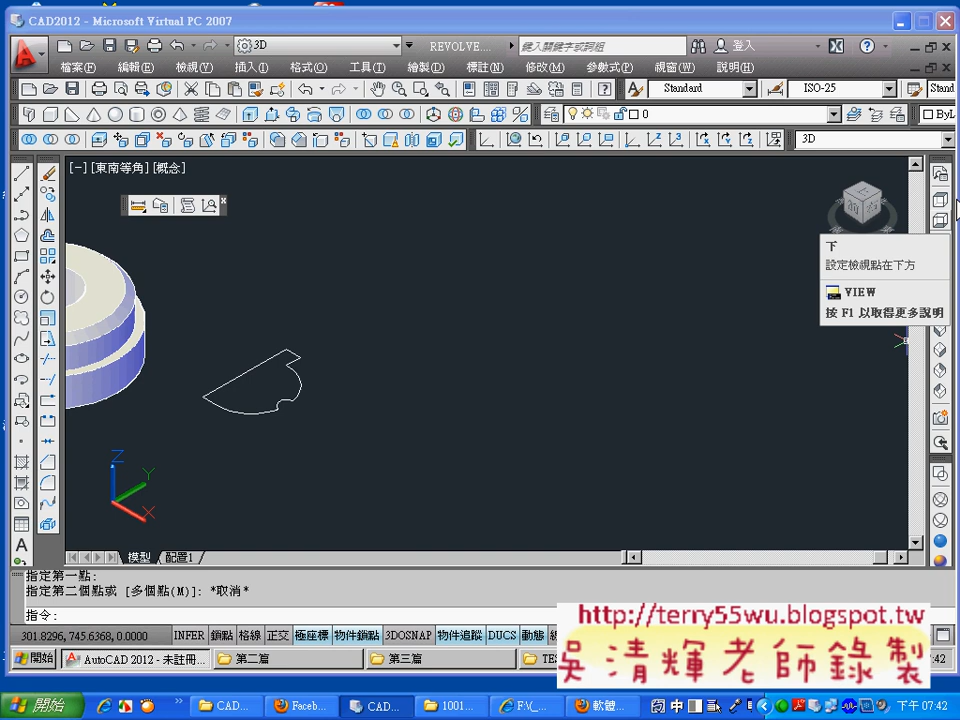 CAD2012 - Microsoft Virtual PC 2007
3D
REVOLVE....
鍵入關鍵字或詞組
登入
檔案(F) 編輯(E) 檢視(V) 插入(I) 格式(O) 工具(T) 繪製(D) 標註(N) 修改(M) 參數式(P) 視窗(W) 說明(H)
Standard ISO-25 Stand
0 ByL
3D
[-][東南等角][概念]
下
設定檢視點在下方
VIEW
按 F1 以取得更多說明
Z
Y
X
模型 配置1
指定第一點:
指定第二個點或 [多個點(M)]: *取消*
指令:
301.8296, 745.6368, 0.0000 INFER 鎖點 格線 正交 極座標 物件鎖點 3DOSNAP 物件追蹤 DUCS 動態
http://terry55wu.blogspot.tw
吳清輝老師錄製
開始 AutoCAD 2012 - 未註冊... 第二篇 第三篇 TES :42
開始 CAD... Faceb... CAD... 1001... F:\(_... 軟體... 中 下午 07:42